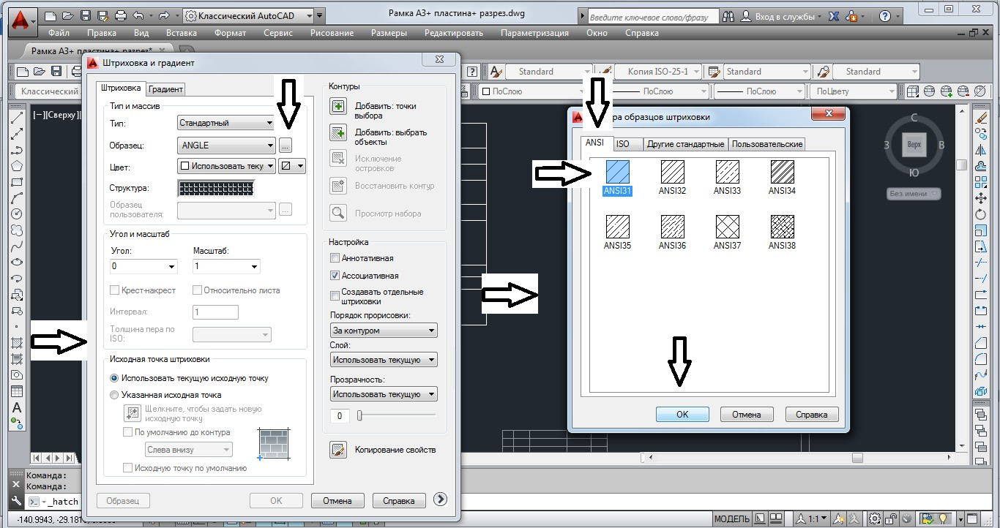 Классический AutoCAD
Рамка А3+ пластина+ разрез.dwg
Введите ключевое слово/фразу
Вход в службы
Файл Правка Вид Вставка Формат Сервис Рисование Размеры Редактировать Параметризация Окно Справка
Рамка А3+ пластина+ разрез*
Standard Копия ISO-25-1 Standard Standard
Классический
ПоСлою ПоСлою ПоСлою ПоЦвету
[−][Сверху]
Штриховка и градиент
Штриховка Градиент
Тип и массив
Тип: Стандартный
Образец: ANGLE ...
Цвет: Использовать теку
Структура:
Образец
пользователя: ...
Угол и масштаб
Угол: Масштаб:
0 1
Крест-накрест Относительно листа
Интервал: 1
Толщина пера по
ISO:
Исходная точка штриховки
Использовать текущую исходную точку
Указанная исходная точка
Щелкните, чтобы задать новую
исходную точку
По умолчанию до контура
Слева внизу
Исходную точку по умолчанию
Контуры
Добавить: точки
выбора
Добавить: выбрать
объекты
Исключение
островков
Восстановить контур
Просмотр набора
Настройка
Аннотативная
Ассоциативная
Создавать отдельные
штриховки
Порядок прорисовки:
За контуром
Слой:
Использовать текущую
Прозрачность:
Использовать текущую
0
Копирование свойств
Образец OK Отмена Справка
ра образцов штриховки
ANSI ISO Другие стандартные Пользовательские
ANSI31 ANSI32 ANSI33 ANSI34
ANSI35 ANSI36 ANSI37 ANSI38
OK Отмена Справка
С
З Верх В
Ю
Без имени
Команда:
Команда:
_hatch
-140.9943, -29.181
МОДЕЛЬ 1:1